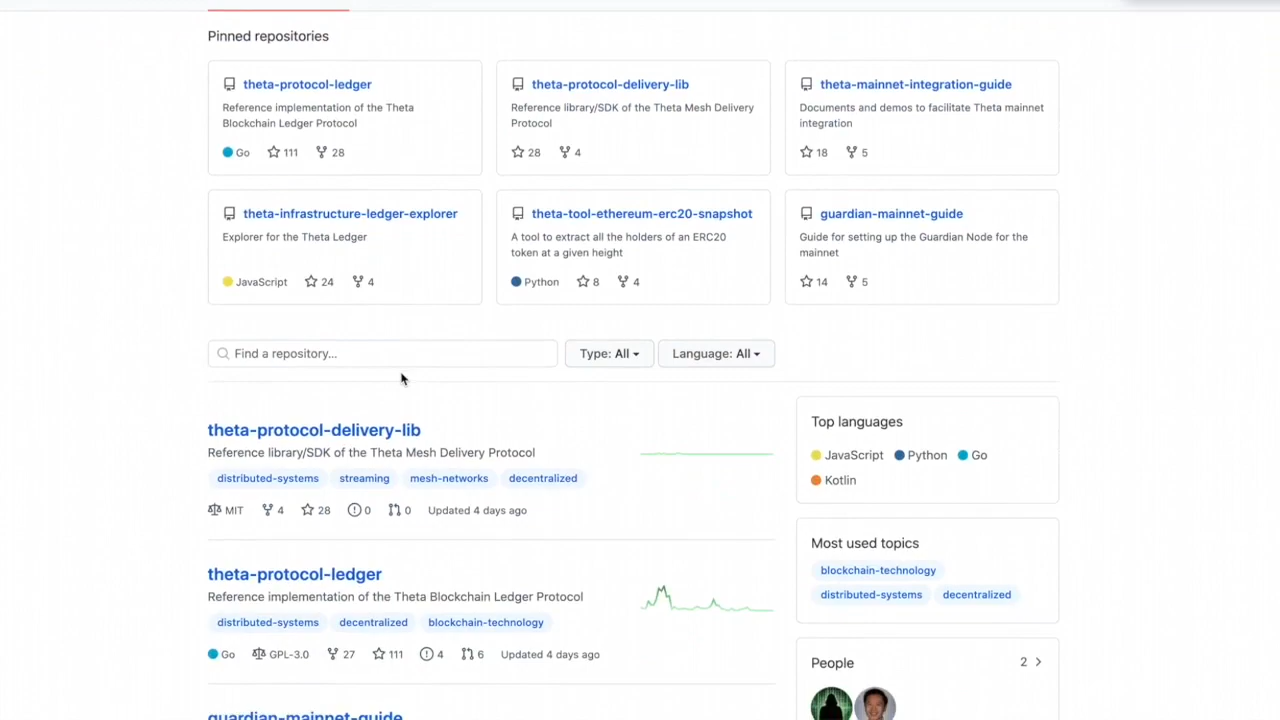 Pinned repositories
theta-protocol-ledger
Reference implementation of the Theta
Blockchain Ledger Protocol
Go 111 28
theta-protocol-delivery-lib
Reference library/SDK of the Theta Mesh Delivery
Protocol
28 4
theta-mainnet-integration-guide
Documents and demos to facilitate Theta mainnet
integration
18 5
theta-infrastructure-ledger-explorer
Explorer for the Theta Ledger
JavaScript 24 4
theta-tool-ethereum-erc20-snapshot
A tool to extract all the holders of an ERC20
token at a given height
Python 8 4
guardian-mainnet-guide
Guide for setting up the Guardian Node for the
mainnet
14 5
Find a repository...
Type: All
Language: All
theta-protocol-delivery-lib
Reference library/SDK of the Theta Mesh Delivery Protocol
distributed-systems streaming mesh-networks decentralized
MIT 4 28 0 0 Updated 4 days ago
theta-protocol-ledger
Reference implementation of the Theta Blockchain Ledger Protocol
distributed-systems decentralized blockchain-technology
Go GPL-3.0 27 111 4 6 Updated 4 days ago
guardian-mainnet-guide
Top languages
JavaScript Python Go
Kotlin
Most used topics
blockchain-technology
distributed-systems decentralized
People 2